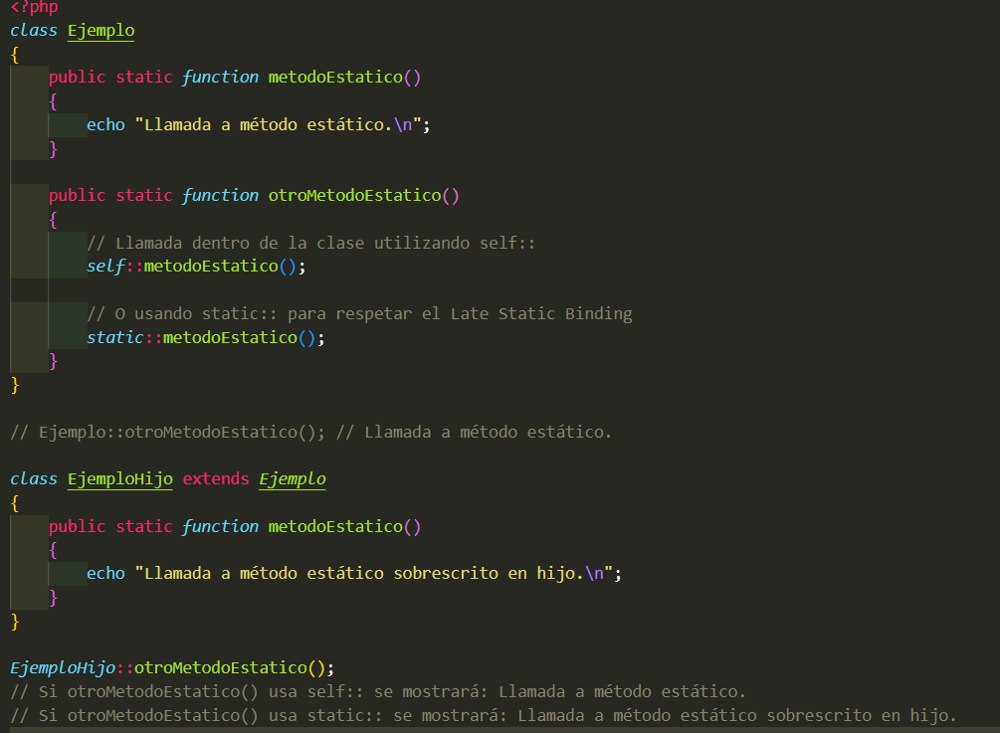 <?php
class Ejemplo
{
    public static function metodoEstatico()
    {
        echo "Llamada a método estático.\n";
    }

    public static function otroMetodoEstatico()
    {
        // Llamada dentro de la clase utilizando self::
        self::metodoEstatico();

        // O usando static:: para respetar el Late Static Binding
        static::metodoEstatico();
    }
}

// Ejemplo::otroMetodoEstatico(); // Llamada a método estático.

class EjemploHijo extends Ejemplo
{
    public static function metodoEstatico()
    {
        echo "Llamada a método estático sobrescrito en hijo.\n";
    }
}

EjemploHijo::otroMetodoEstatico();
// Si otroMetodoEstatico() usa self:: se mostrará: Llamada a método estático.
// Si otroMetodoEstatico() usa static:: se mostrará: Llamada a método estático sobrescrito en hijo.